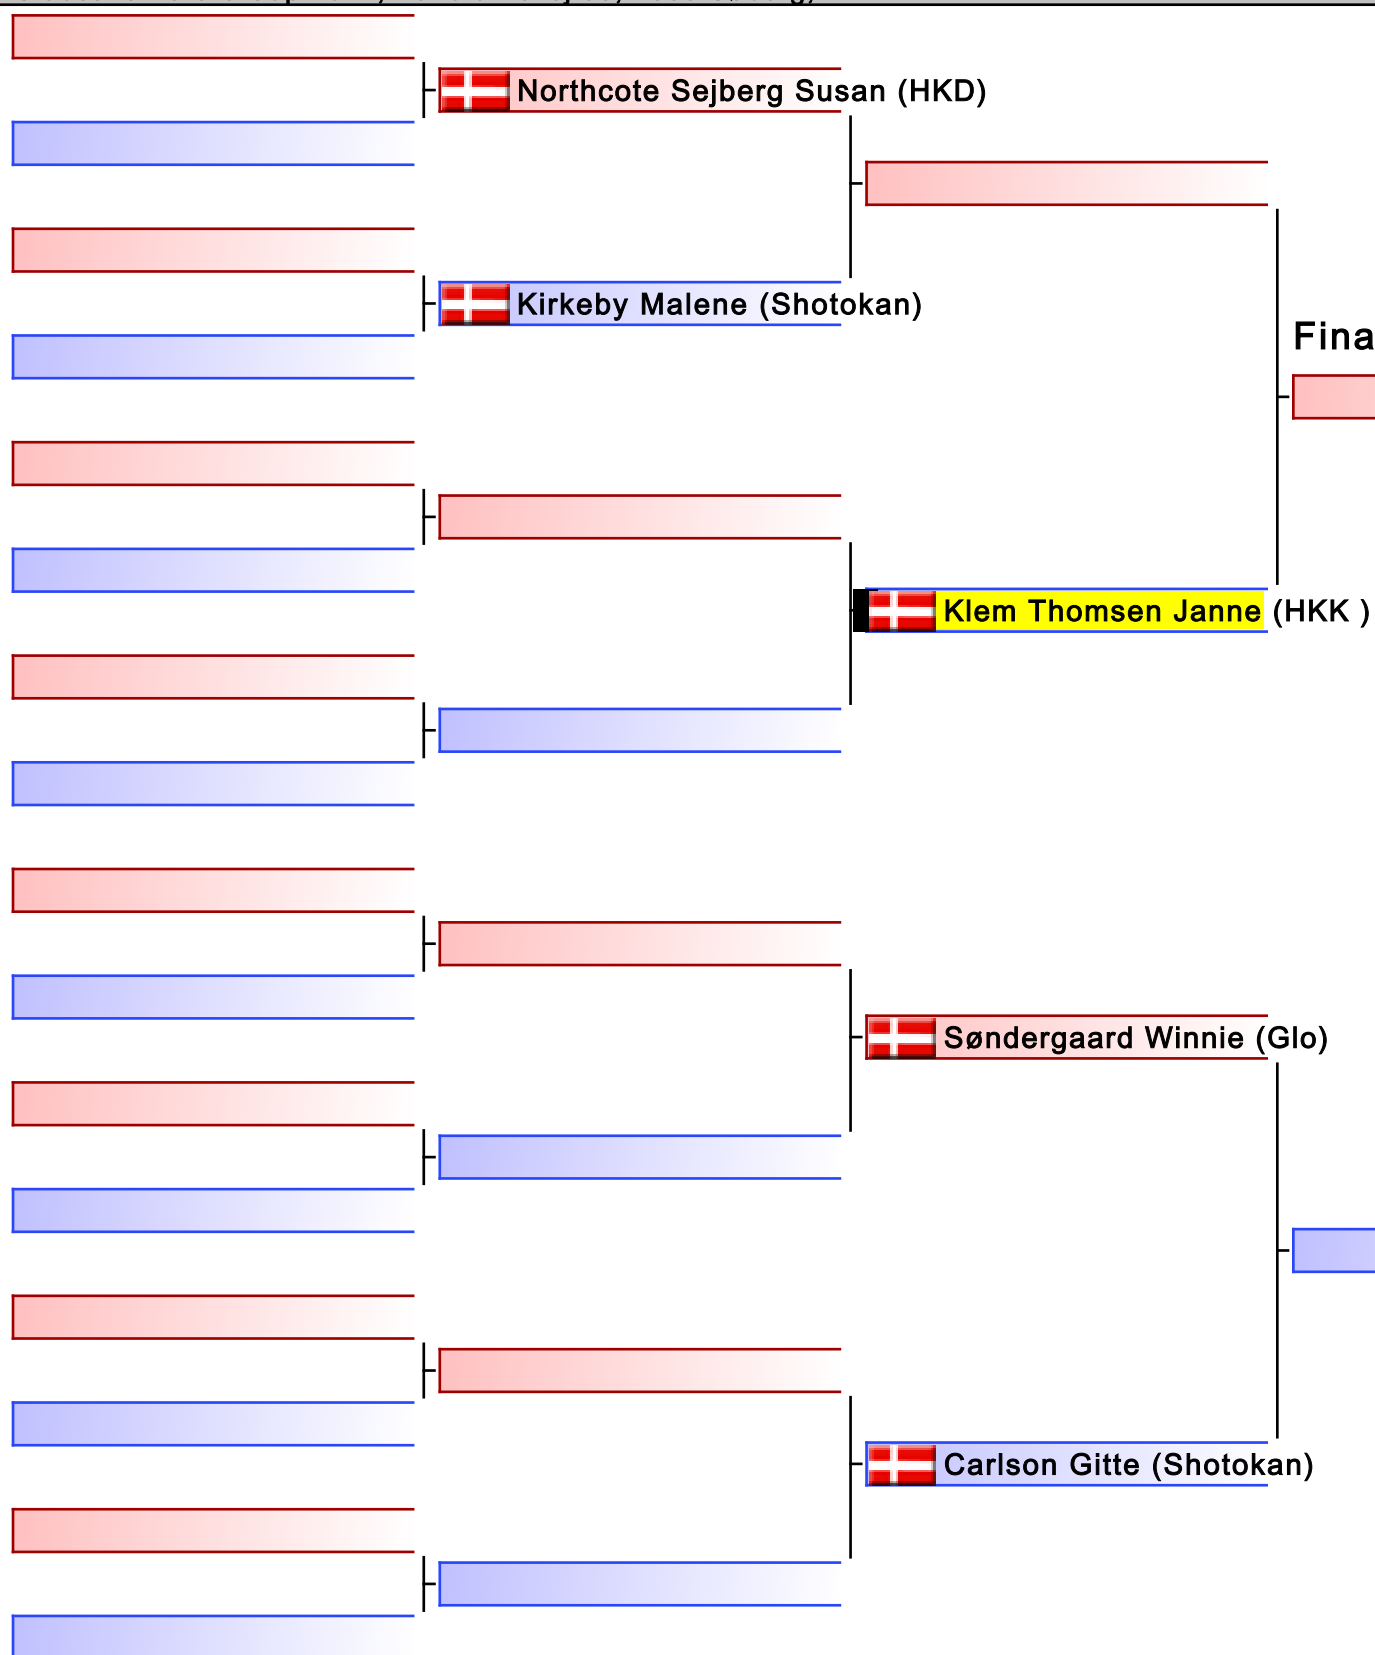 Northcote Sejberg Susan (HKD)
Kirkeby Malene (Shotokan)
Fina
Klem Thomsen Janne (HKK )
Søndergaard Winnie (Glo)
Carlson Gitte (Shotokan)